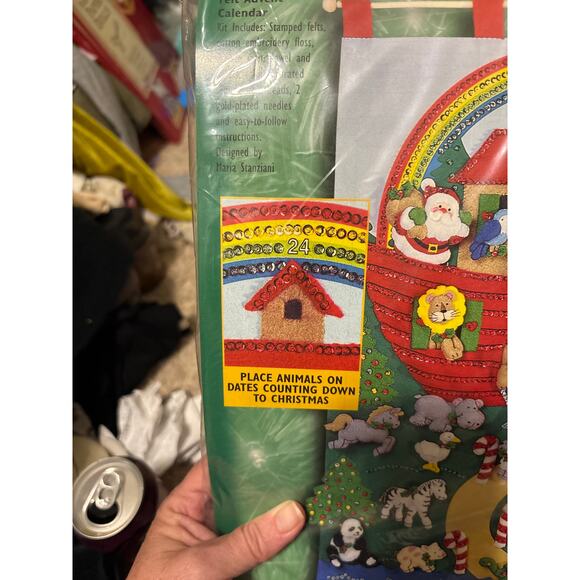 Felt Advent
Calendar
Kit Includes: Stamped felts,
cotton embroidery floss,
and
2
gold-plated needles
and easy-to-follow
instructions.
Designed by
Maria Stanziani
24
PLACE ANIMALS ON
DATES COUNTING DOWN
TO CHRISTMAS